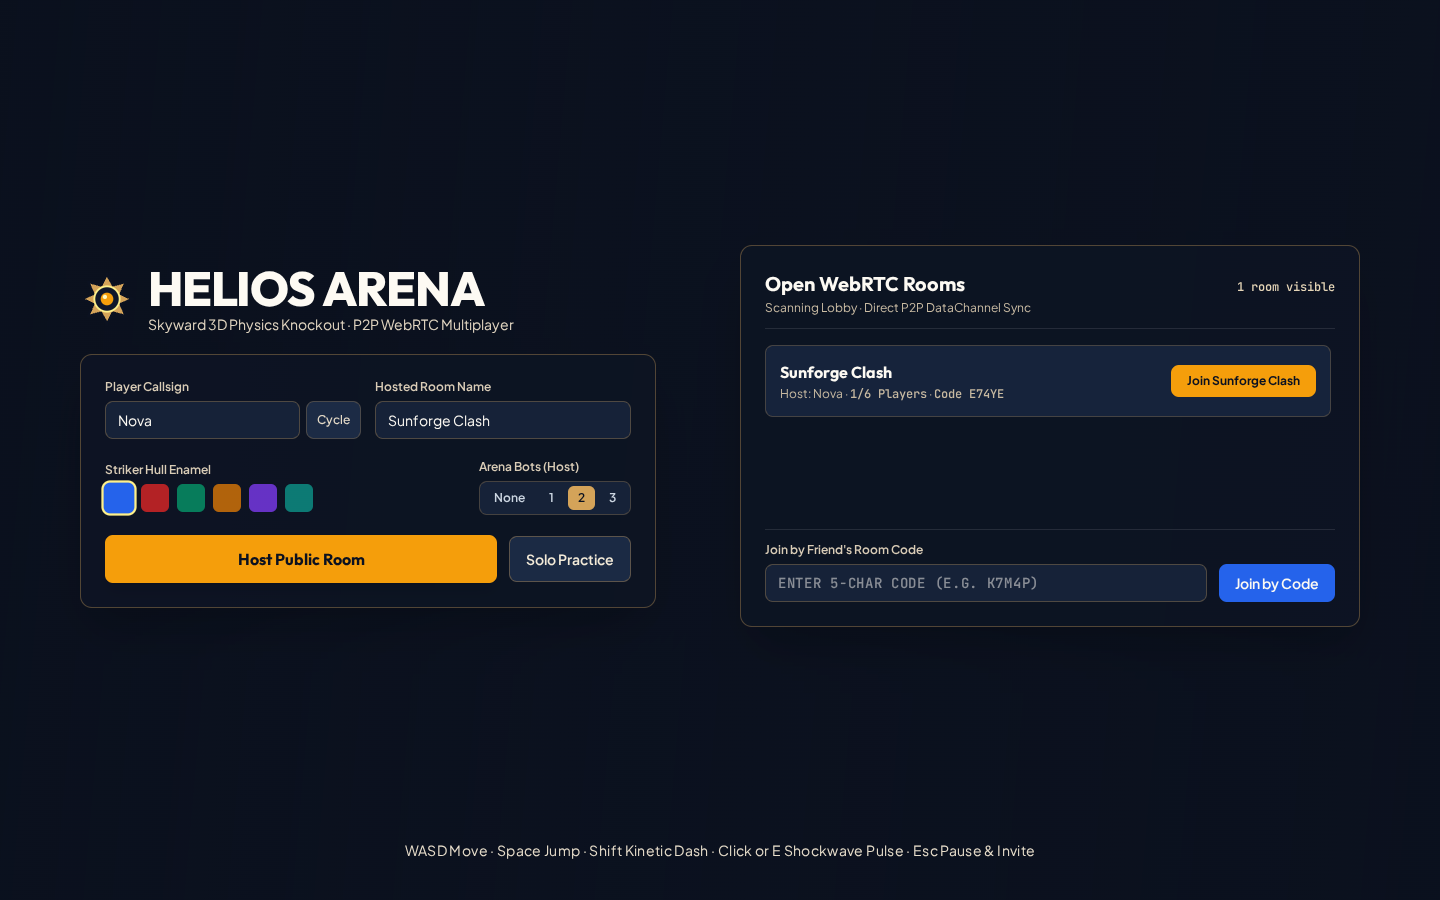 HELIOS ARENA
Skyward 3D Physics Knockout · P2P WebRTC Multiplayer
Player Callsign
Nova
Cycle
Hosted Room Name
Sunforge Clash
Striker Hull Enamel
Arena Bots (Host)
None 1 2 3
Host Public Room
Solo Practice
Open WebRTC Rooms
1 room visible
Scanning Lobby · Direct P2P DataChannel Sync
Sunforge Clash
Host: Nova · 1/6 Players · Code E74YE
Join Sunforge Clash
Join by Friend's Room Code
ENTER 5-CHAR CODE (E.G. K7M4P)
Join by Code
WASD Move · Space Jump · Shift Kinetic Dash · Click or E Shockwave Pulse · Esc Pause & Invite